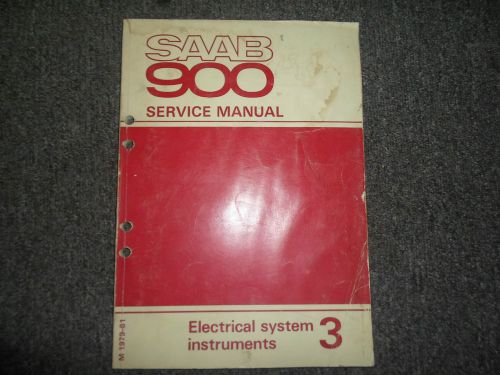 SAAB
900
SERVICE MANUAL
Electrical system
instruments
3
M 1979-81